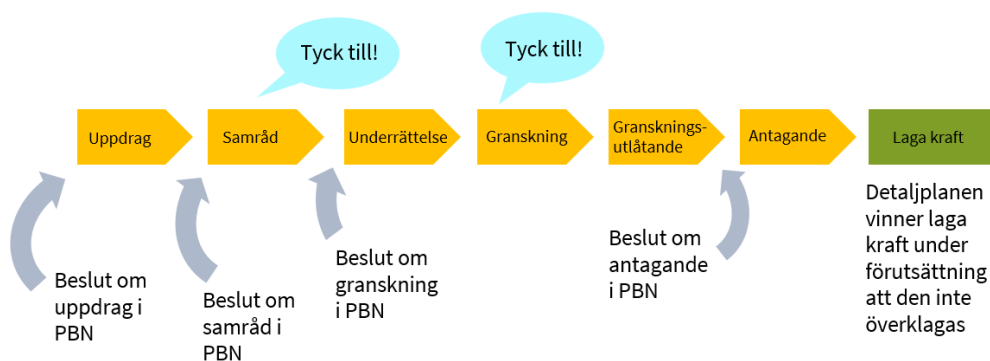 Tyck till!
Tyck till!
Uppdrag
Samråd
Underrättelse
Granskning
Gransknings-
utlåtande
Antagande
Laga kraft
Beslut om
uppdrag i
PBN
Beslut om
samråd i
PBN
Beslut om
granskning
i PBN
Beslut om
antagande
i PBN
Detaljplanen
vinner laga
kraft under
förutsättning
att den inte
överklagas